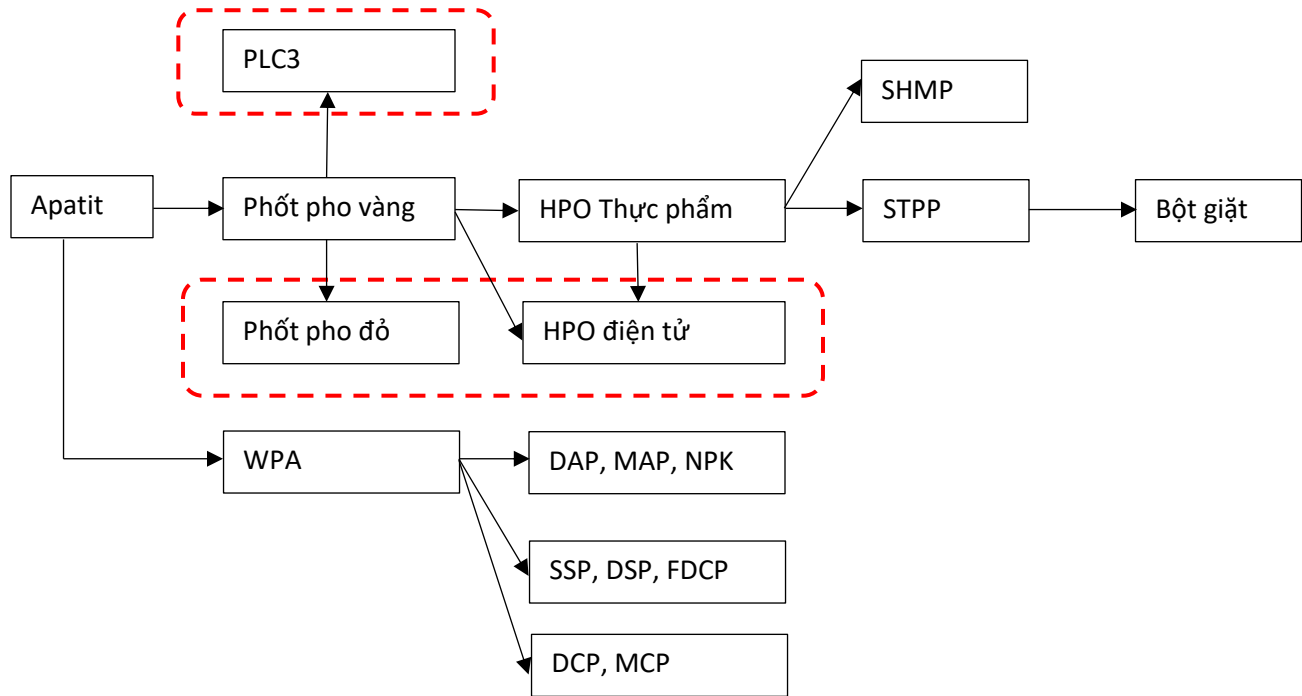 PLC3
SHMP
Apatit
Phốt pho vàng
HPO Thực phẩm
STPP
Bột giặt
Phốt pho đỏ
HPO điện tử
WPA
DAP, MAP, NPK
SSP, DSP, FDCP
DCP, MCP